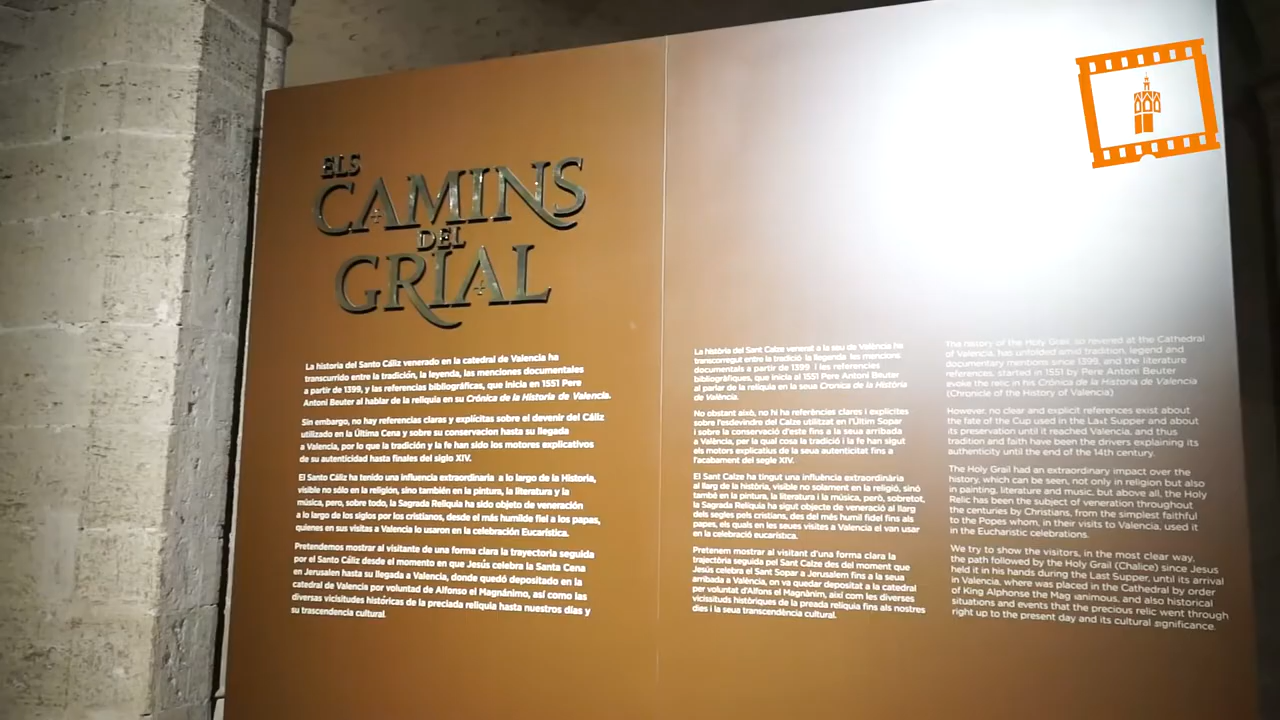 ELS
CAMINS
DEL
GRIAL
La historia del Santo Cáliz venerado en la catedral de Valencia ha
transcurrido entre la tradición, la leyenda, las menciones documentales
a partir de 1399, y las referencias bibliográficas, que inicia en 1551 Pere
Antoni Beuter al hablar de la reliquia en su Crónica de la Historia de Valencia.
Sin embargo, no hay referencias claras y explícitas sobre el devenir del Cáliz
utilizado en la Última Cena y sobre su conservacion hasta su llegada
a Valencia, por lo que la tradición y la fe han sido los motores explicativos
de su autenticidad hasta finales del siglo XIV.
El Santo Cáliz ha tenido una influencia extraordinaria a lo largo de la Historia,
visible no sólo en la religión, sino también en la pintura, la literatura y la
música, pero, sobre todo, la Sagrada Reliquia ha sido objeto de veneración
a lo largo de los siglos por los cristianos, desde el más humilde fiel a los papas,
quienes en sus visitas a Valencia lo usaron en la celebración Eucarística.
Pretendemos mostrar al visitante de una forma clara la trayectoria seguida
por el Santo Cáliz desde el momento en que Jesús celebra la Santa Cena
en Jerusalen hasta su llegada a Valencia, donde quedó depositado en la
catedral de Valencia por voluntad de Alfonso el Magnánimo, así como las
diversas vicisitudes históricas de la preciada reliquia hasta nuestros días y
su trascendencia cultural.
La història del Sant Calze venerat a la seu de València ha
transcorregut entre la tradició, la llegenda, les mencions
documentals a partir de 1399 i les referències
bibliogràfiques, que inicia al 1551 Pere Antoni Beuter
al parlar de la relíquia en la seua Cronica de la Història
de València.
No obstant això, no hi ha referències clares i explícites
sobre l'esdevindre del Calze utilitzat en l'Últim Sopar
i sobre la conservació d'este fins a la seua arribada
a València, per la qual cosa la tradició i la fe han sigut
els motors explicatius de la seua autenticitat fins a
l'acabament del segle XIV.
El Sant Calze ha tingut una influència extraordinària
al llarg de la història, visible no solament en la religió, sinó
també en la pintura, la literatura i la música, però, sobretot,
la Sagrada Relíquia ha sigut objecte de veneració al llarg
dels segles pels cristians, des del més humil fidel fins als
papes, els quals en les seues visites a Valencia el van usar
en la celebració eucarística.
Pretenem mostrar al visitant d'una forma clara la
trajectòria seguida pel Sant Calze des del moment que
Jesús celebra el Sant Sopar a Jerusalem fins a la seua
arribada a València, on va quedar depositat a la catedral
per voluntat d'Alfons el Magnànim, així com les diverses
vicissituds històriques de la preada relíquia fins als nostres
dies i la seua transcendència cultural.
The history of the Holy Grail, so revered at the Cathedral
of Valencia, has unfolded amid tradition, legend and
documentary mentions since 1399, and the literature
references, started in 1551 by Pere Antoni Beuter
evoke the relic in his Crónica de la Historia de Valencia
(Chronicle of the History of Valencia)
However, no clear and explicit references exist about
the fate of the Cup used in the Last Supper and about
its preservation until it reached Valencia, and thus
tradition and faith have been the drivers explaining its
authenticity until the end of the 14th century.
The Holy Grail had an extraordinary impact over the
history, which can be seen, not only in religion but also
in painting, literature and music, but above all, the Holy
Relic has been the subject of veneration throughout
the centuries by Christians, from the simplest faithful
to the Popes whom, in their visits to Valencia, used it
in the Eucharistic celebrations.
We try to show the visitors, in the most clear way,
the path followed by the Holy Grail (Chalice) since Jesus
held it in his hands during the Last Supper, until its arrival
in Valencia, where was placed in the Cathedral by order
of King Alphonse the Magnanimous, and also historical
situations and events that the precious relic went through
right up to the present day and its cultural significance.